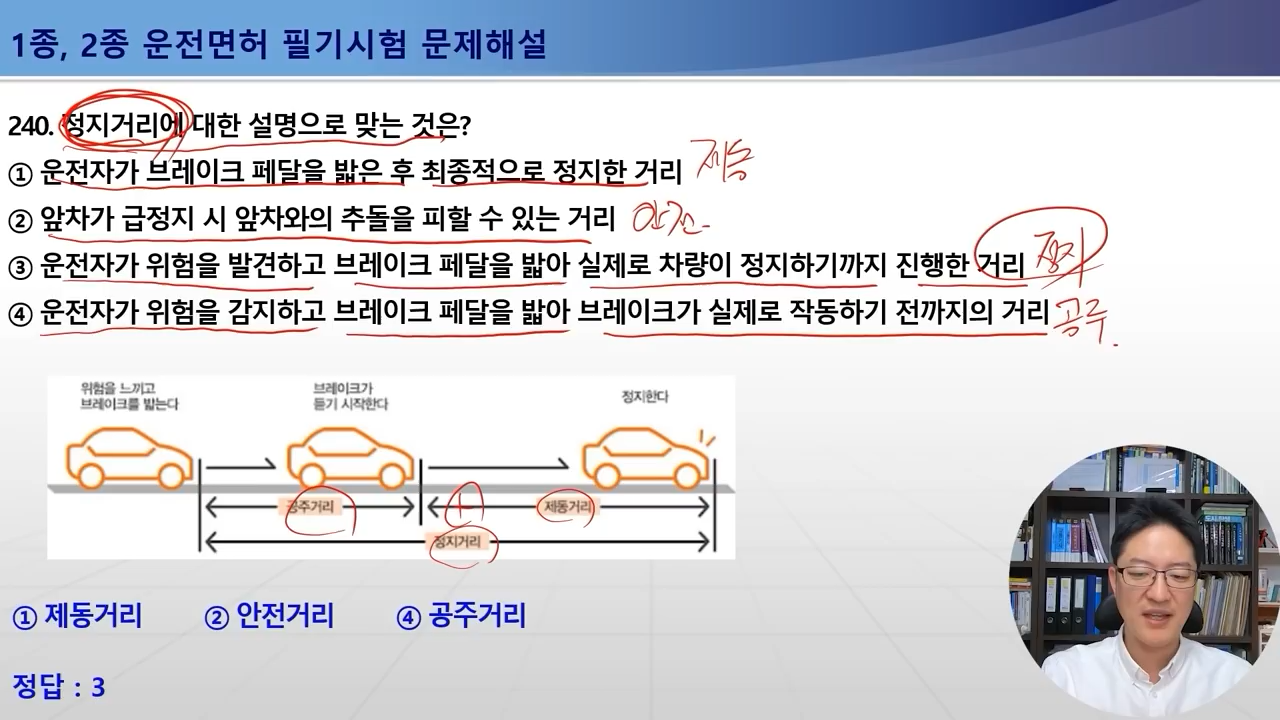 1종, 2종 운전면허 필기시험 문제해설
240. 정지거리에 대한 설명으로 맞는 것은?
① 운전자가 브레이크 페달을 밟은 후 최종적으로 정지한 거리 제동
② 앞차가 급정지 시 앞차와의 추돌을 피할 수 있는 거리 안전
③ 운전자가 위험을 발견하고 브레이크 페달을 밟아 실제로 차량이 정지하기까지 진행한 거리 정지
④ 운전자가 위험을 감지하고 브레이크 페달을 밟아 브레이크가 실제로 작동하기 전까지의 거리 공주
위험을 느끼고
브레이크를 밟는다
브레이크가
듣기 시작한다
정지한다
공주거리 + 제동거리
정지거리
① 제동거리 ② 안전거리 ④ 공주거리
정답 : 3